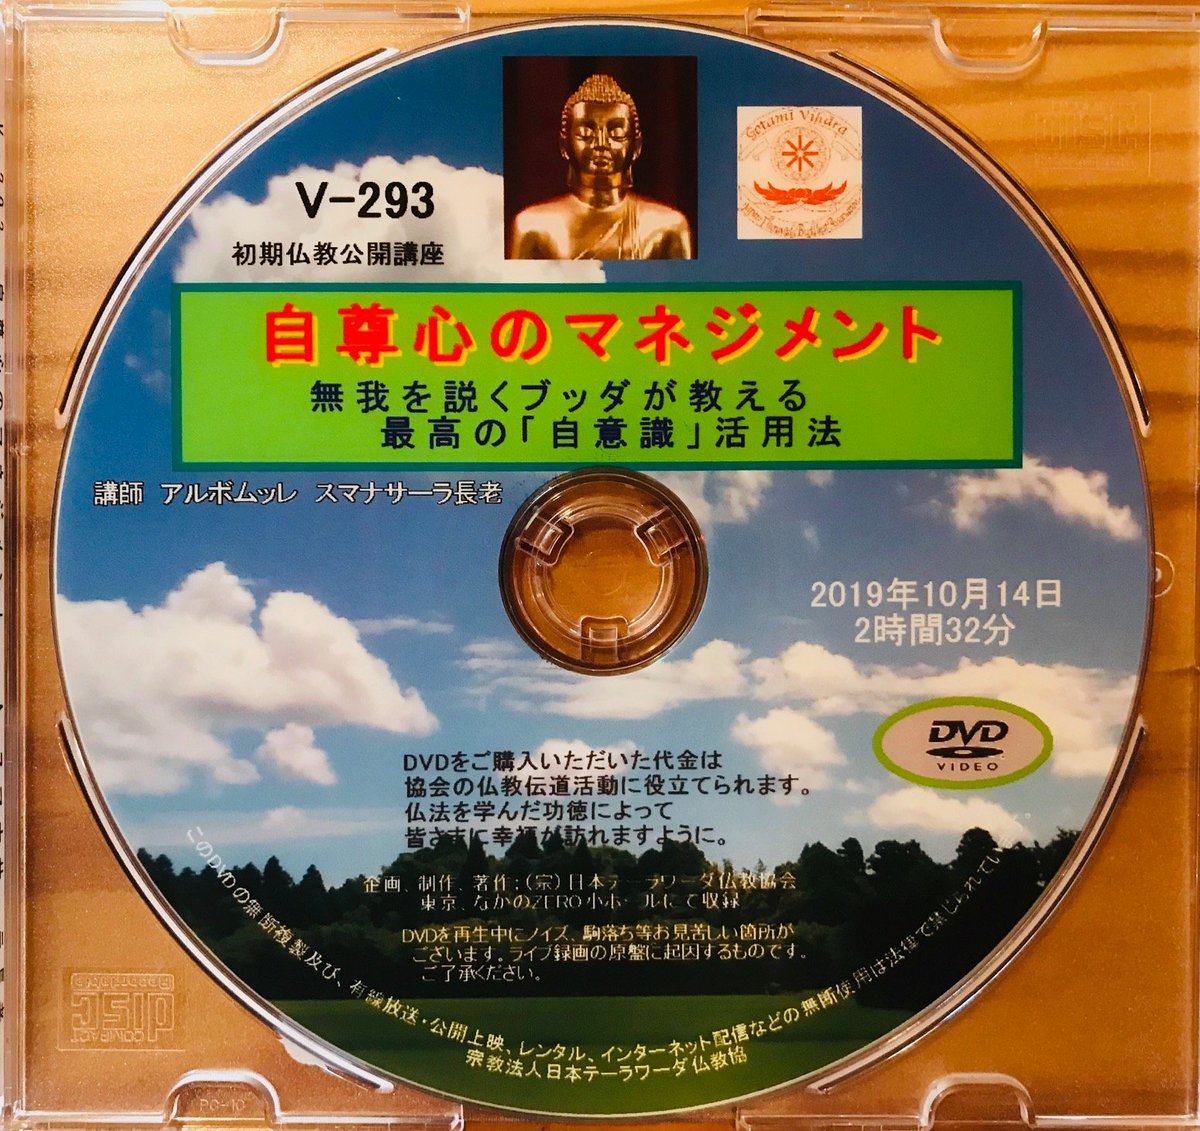 V-293
初期仏教公開講座
Gotami Vihara
自尊心のマネジメント
無我を説くブッダが教える
最高の「自意識」活用法
講師 アルボムッレ スマナサーラ長老
2019年10月14日
2時間32分
DVD
VIDEO
DVDをご購入いただいた代金は
協会の仏教伝道活動に役立てられます。
仏法を学んだ功徳によって
皆さまに幸福が訪れますように。
企画、制作、著作:(宗)日本テーラワーダ仏教協会
東京、なかのZERO小ホールにて収録
DVDを再生中にノイズ、駒落ち等お見苦しい箇所が
ございます。ライブ録画の原盤に起因するものです。
ご了承ください。
このDVDの無断複製及び、有線放送・公開上映、レンタル、インターネット配信などの無断使用は法律で禁じられています。
宗教法人日本テーラワーダ仏教協
COMPACT
disc
Recordable
PO-10